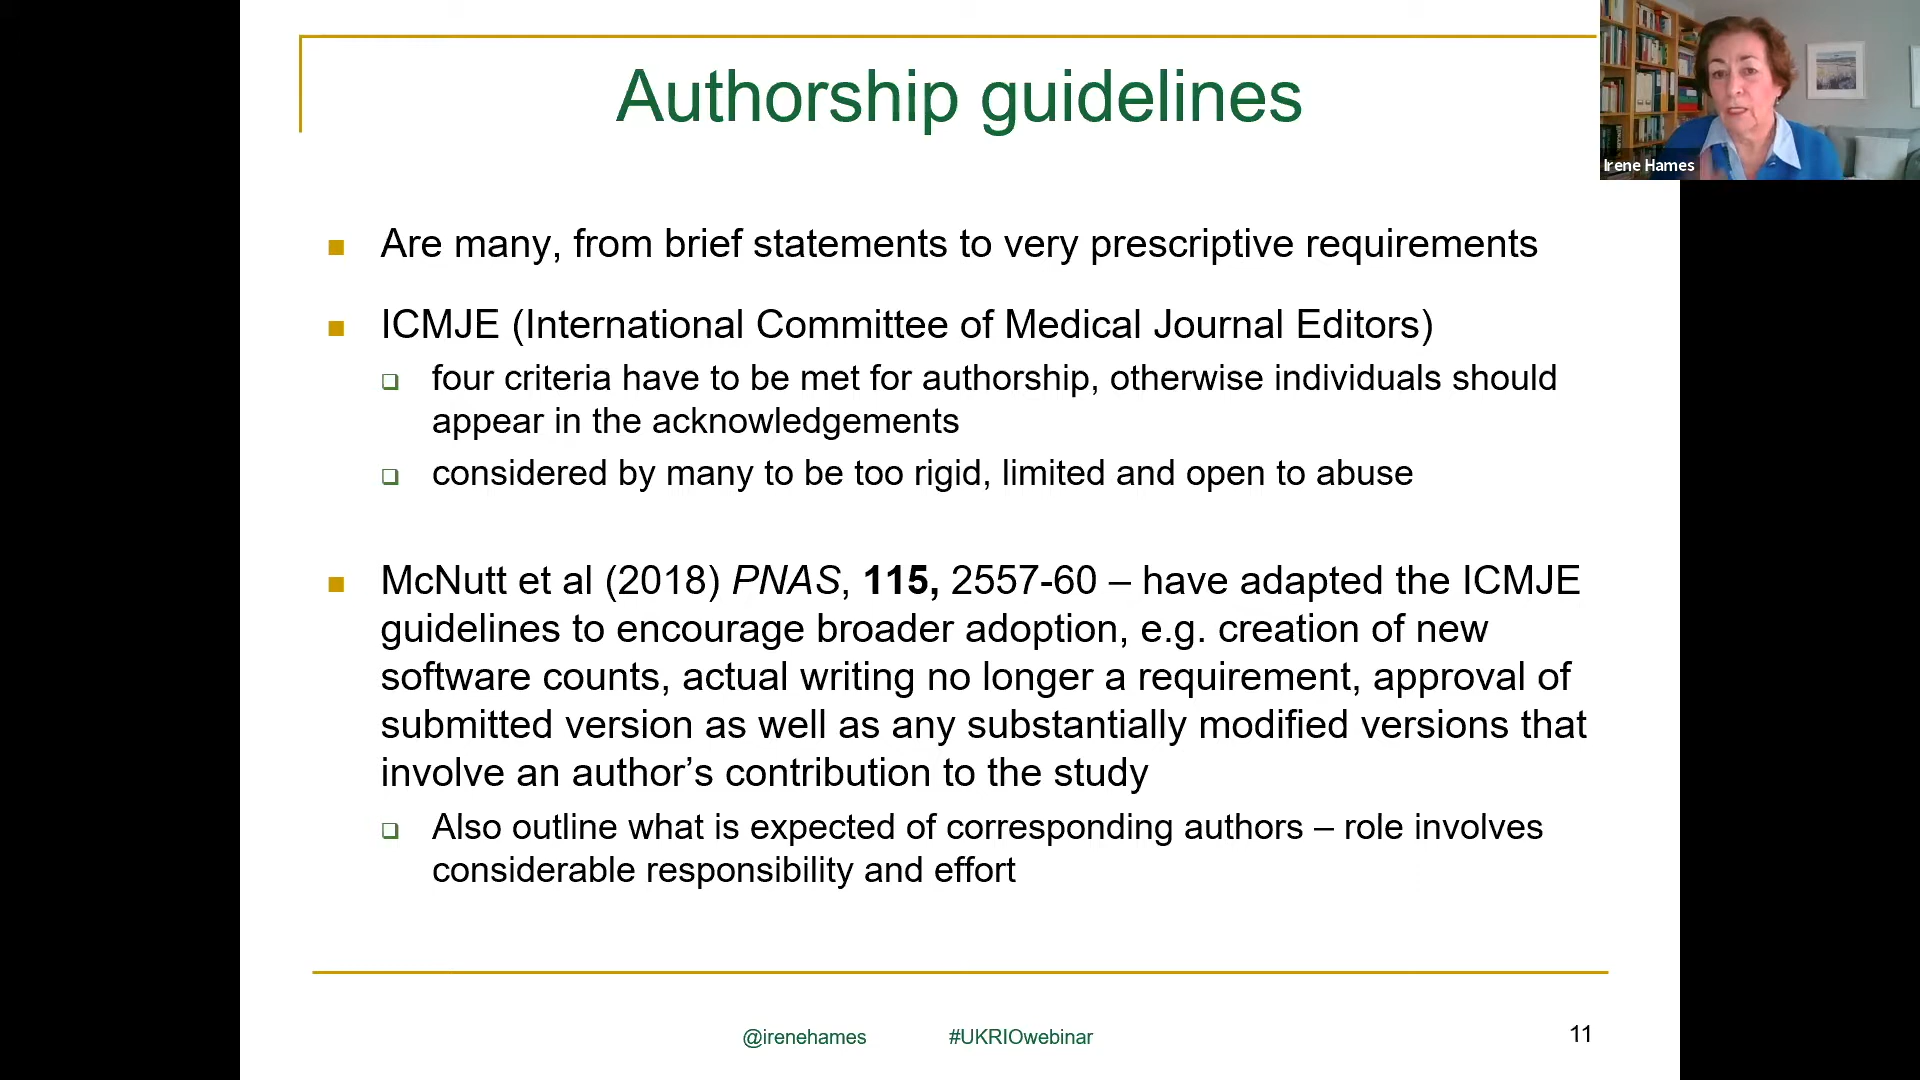 Authorship guidelines
Irene Hames
Are many, from brief statements to very prescriptive requirements
ICMJE (International Committee of Medical Journal Editors)
four criteria have to be met for authorship, otherwise individuals should
appear in the acknowledgements
considered by many to be too rigid, limited and open to abuse
McNutt et al (2018) PNAS, 115, 2557-60 – have adapted the ICMJE
guidelines to encourage broader adoption, e.g. creation of new
software counts, actual writing no longer a requirement, approval of
submitted version as well as any substantially modified versions that
involve an author’s contribution to the study
Also outline what is expected of corresponding authors – role involves
considerable responsibility and effort
@irenehames #UKRIOwebinar 11